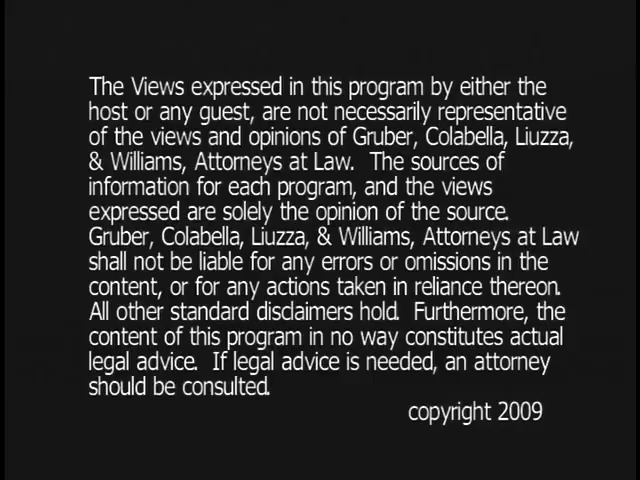 The Views expressed in this program by either the
host or any guest, are not necessarily representative
of the views and opinions of Gruber, Colabella, Liuzza,
& Williams, Attorneys at Law.  The sources of
information for each program, and the views
expressed are solely the opinion of the source.
Gruber, Colabella, Liuzza, & Williams, Attorneys at Law
shall not be liable for any errors or omissions in the
content, or for any actions taken in reliance thereon.
All other standard disclaimers hold.  Furthermore, the
content of this program in no way constitutes actual
legal advice.  If legal advice is needed, an attorney
should be consulted.
copyright 2009